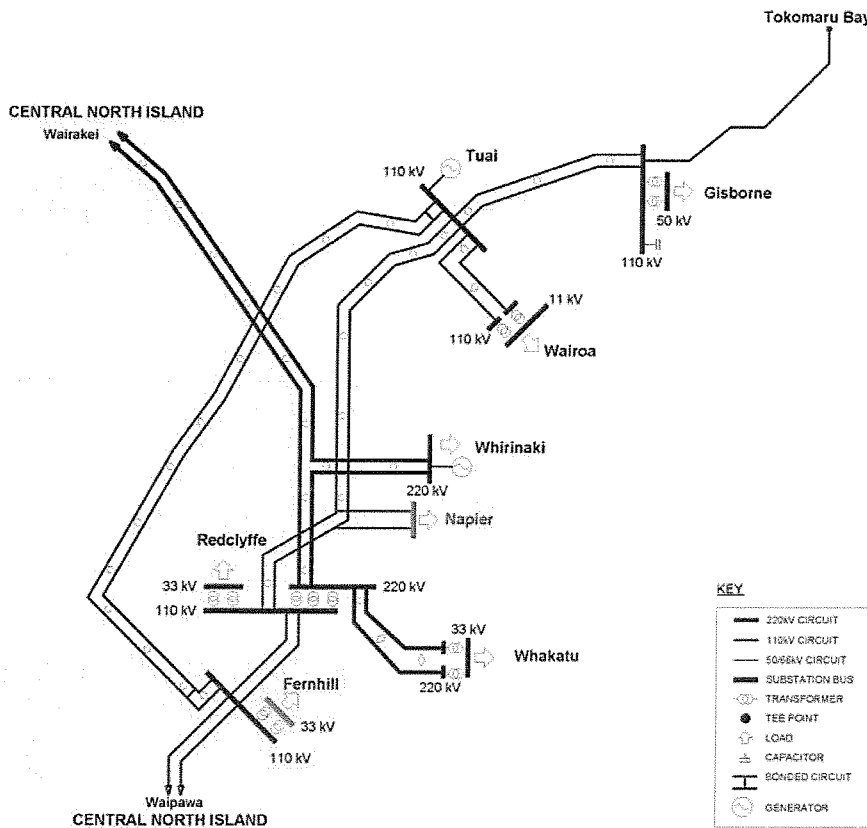 Tokomaru Bay
CENTRAL NORTH ISLAND
Wairakei
Tuai
110 kV
Gisborne
50 kV
110 kV
11 kV
110 kV
Wairoa
Whirinaki
220 kV
Napier
Redclyffe
33 kV
220 kV
110 kV
33 kV
Whakatu
220 kV
Fernhill
33 kV
110 kV
Waipawa
CENTRAL NORTH ISLAND
KEY
220kV CIRCUIT
110kV CIRCUIT
50/66kV CIRCUIT
SUBSTATION BUS
TRANSFORMER
TEE POINT
LOAD
CAPACITOR
BONDED CIRCUIT
GENERATOR